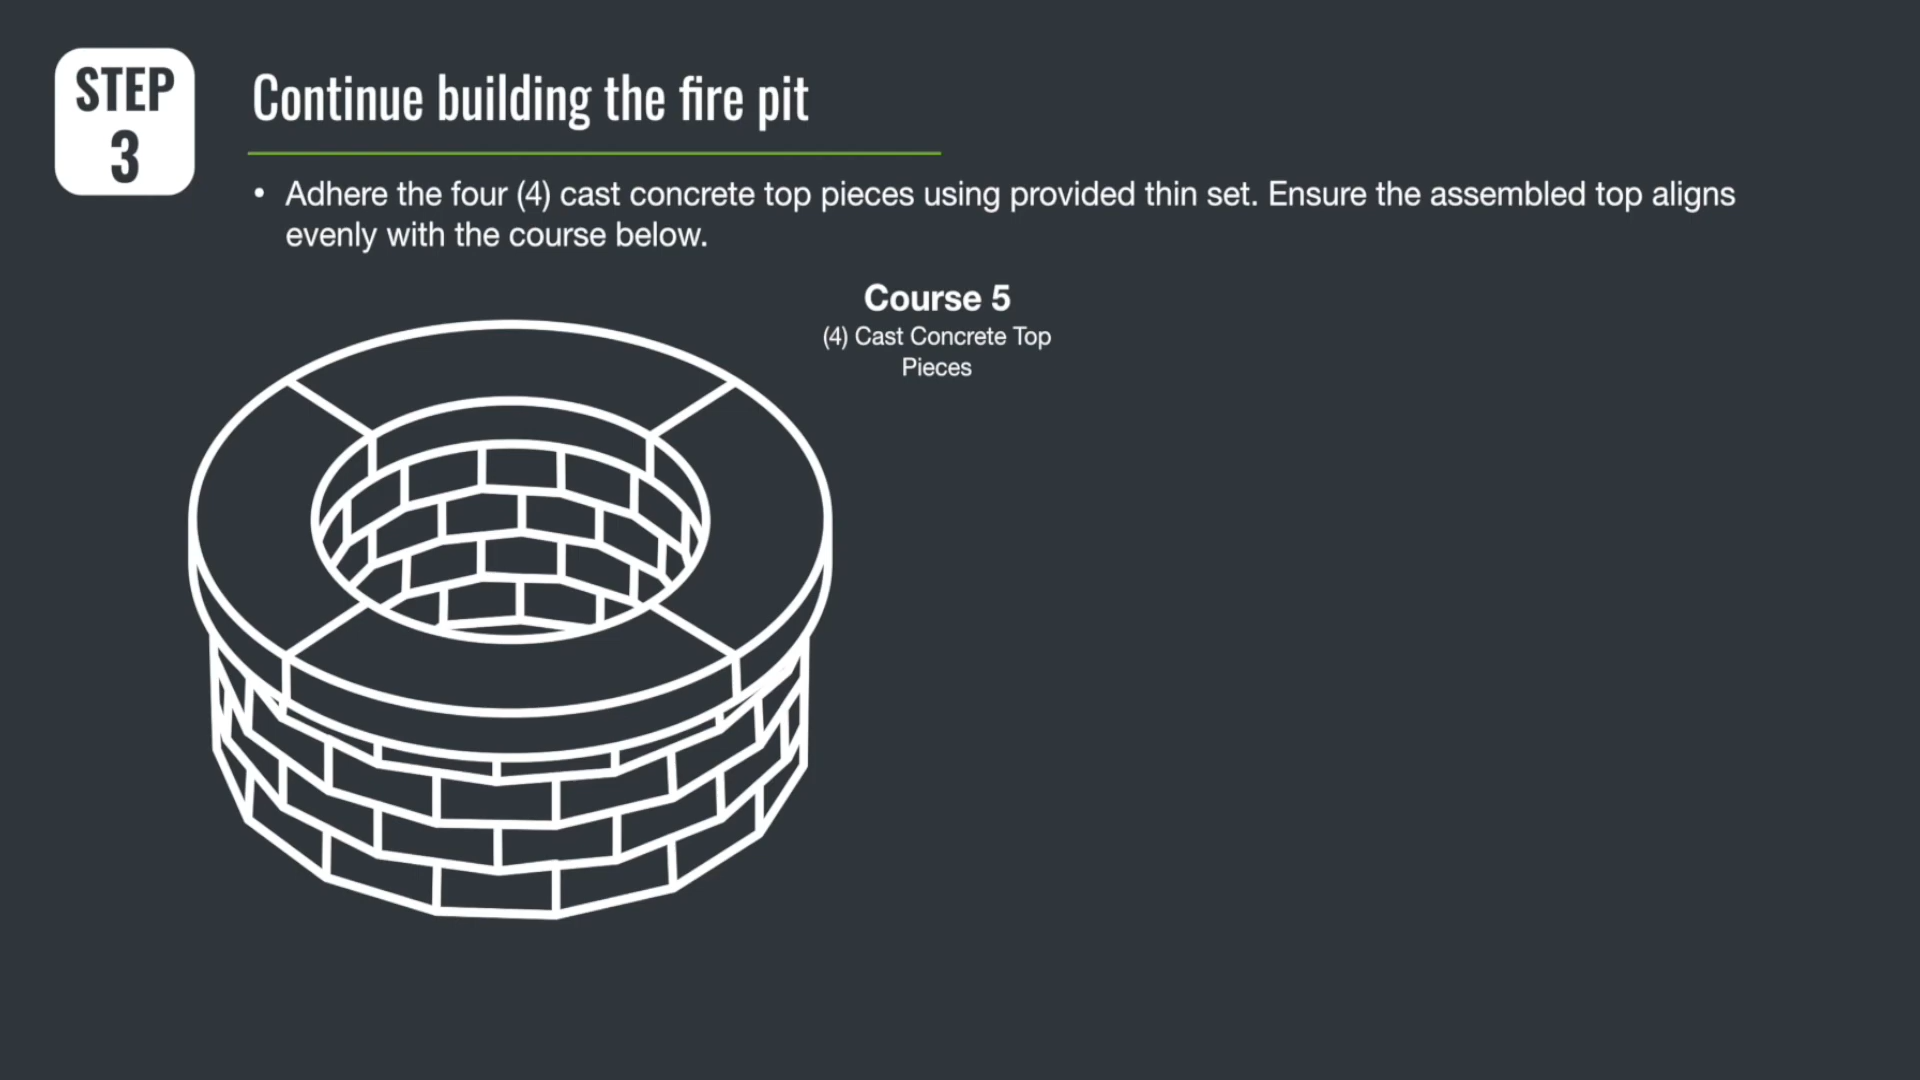 STEP
3
Continue building the fire pit
• Adhere the four (4) cast concrete top pieces using provided thin set. Ensure the assembled top aligns
evenly with the course below.
Course 5
(4) Cast Concrete Top
Pieces